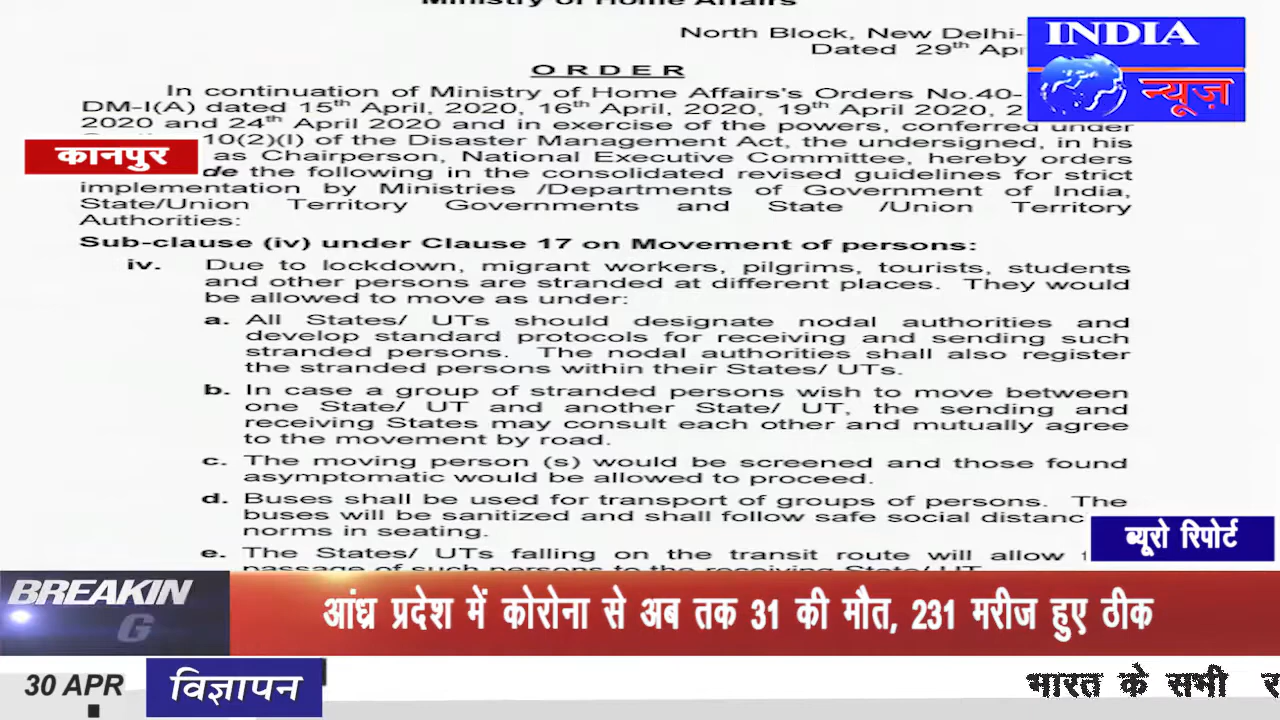 Ministry of Home Affairs
North Block, New Delhi-
Dated 29th Apr
INDIA
न्यूज़
ORDER
In continuation of Ministry of Home Affairs's Orders No.40-
DM-I(A) dated 15th April, 2020, 16th April, 2020, 19th April 2020, 2
2020 and 24th April 2020 and in exercise of the powers, conferred under
10(2)(I) of the Disaster Management Act, the undersigned, in his
कानपुर
as Chairperson, National Executive Committee, hereby orders
de the following in the consolidated revised guidelines for strict
implementation by Ministries /Departments of Government of India,
State/Union Territory Governments and State /Union Territory
Authorities:
Sub-clause (iv) under Clause 17 on Movement of persons:
iv. Due to lockdown, migrant workers, pilgrims, tourists, students
and other persons are stranded at different places. They would
be allowed to move as under:
a. All States/ UTs should designate nodal authorities and
develop standard protocols for receiving and sending such
stranded persons. The nodal authorities shall also register
the stranded persons within their States/ UTs.
b. In case a group of stranded persons wish to move between
one State/ UT and another State/ UT, the sending and
receiving States may consult each other and mutually agree
to the movement by road.
c. The moving person (s) would be screened and those found
asymptomatic would be allowed to proceed.
d. Buses shall be used for transport of groups of persons. The
buses will be sanitized and shall follow safe social distanc
norms in seating.
ब्यूरो रिपोर्ट
e. The States/ UTs falling on the transit route will allow
passage of such persons to the receiving State/ UT
BREAKIN
G
आंध्र प्रदेश में कोरोना से अब तक 31 की मौत, 231 मरीज हुए ठीक
30 APR
विज्ञापन
भारत के सभी र